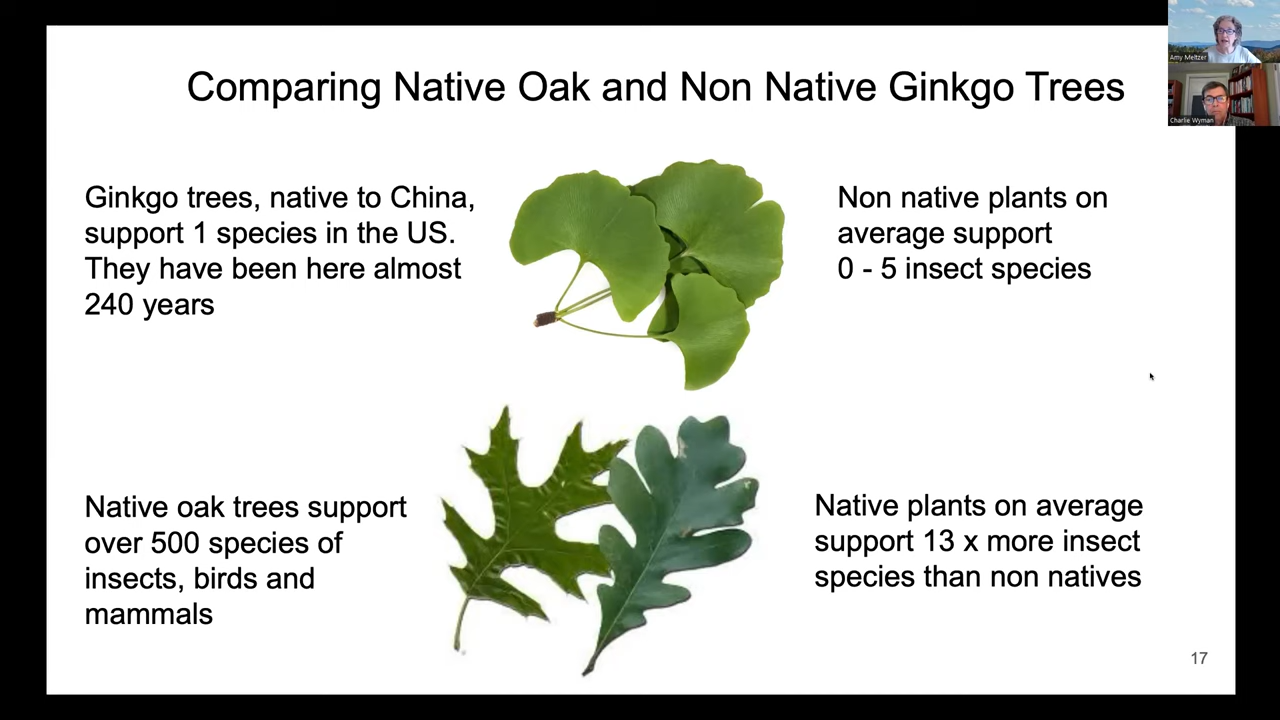 Comparing Native Oak and Non Native Ginkgo Trees
Ginkgo trees, native to China,
support 1 species in the US.
They have been here almost
240 years
Non native plants on
average support
0 - 5 insect species
Native oak trees support
over 500 species of
insects, birds and
mammals
Native plants on average
support 13 x more insect
species than non natives
17
Amy Meltzer
Charlie Wyman